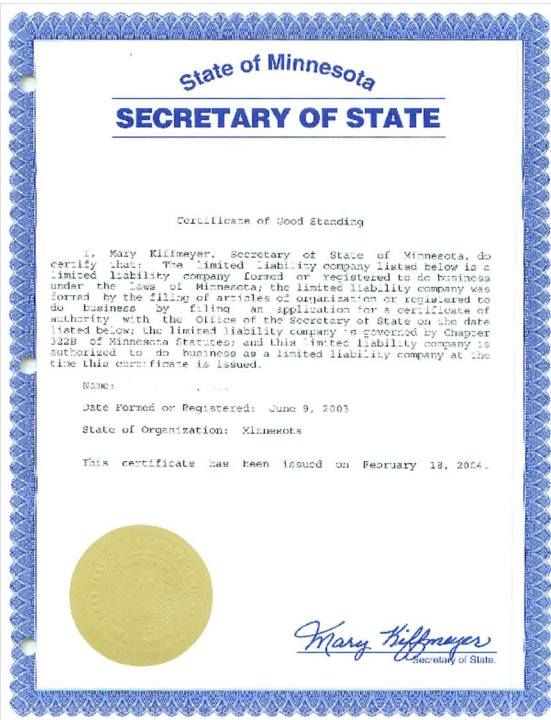 State of Minnesota
SECRETARY OF STATE
Certificate of Good Standing
I, Mary Kiffmeyer, Secretary of State of Minnesota, do
certify that: The limited liability company listed below is a
limited liability company formed or registered to do business
under the laws of Minnesota; the limited liability company was
formed by the filing of articles of organization or registered to
do business by filing an application for a certificate of
authority with the Office of the Secretary of State on the date
listed below; the limited liability company is governed by Chapter
322B of Minnesota Statutes; and this limited liability company is
authorized to do business as a limited liability company at the
time this certificate is issued.
Name:
Date Formed or Registered: June 9, 2003
State of Organization: Minnesota
This certificate has been issued on February 18, 2004.
Mary Kiffmeyer
Secretary of State.